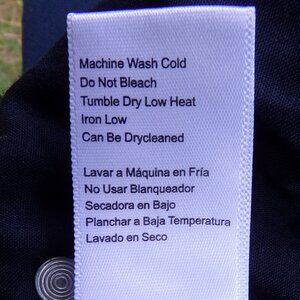 Machine Wash Cold
Do Not Bleach
Tumble Dry Low Heat
Iron Low
Can Be Drycleaned
Lavar a Máquina en Fría
No Usar Blanqueador
Secadora en Bajo
Planchar a Baja Temperatura
Lavado en Seco